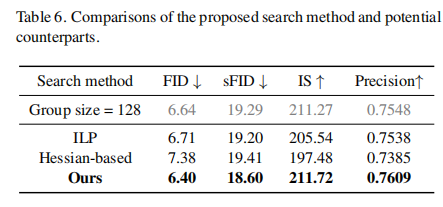 Table 6. Comparisons of the proposed search method and potential
counterparts.
Search method FID ↓ sFID ↓ IS ↑ Precision↑
Group size = 128 6.64 19.29 211.27 0.7548
ILP 6.71 19.20 205.54 0.7538
Hessian-based 7.38 19.41 197.48 0.7385
Ours 6.40 18.60 211.72 0.7609